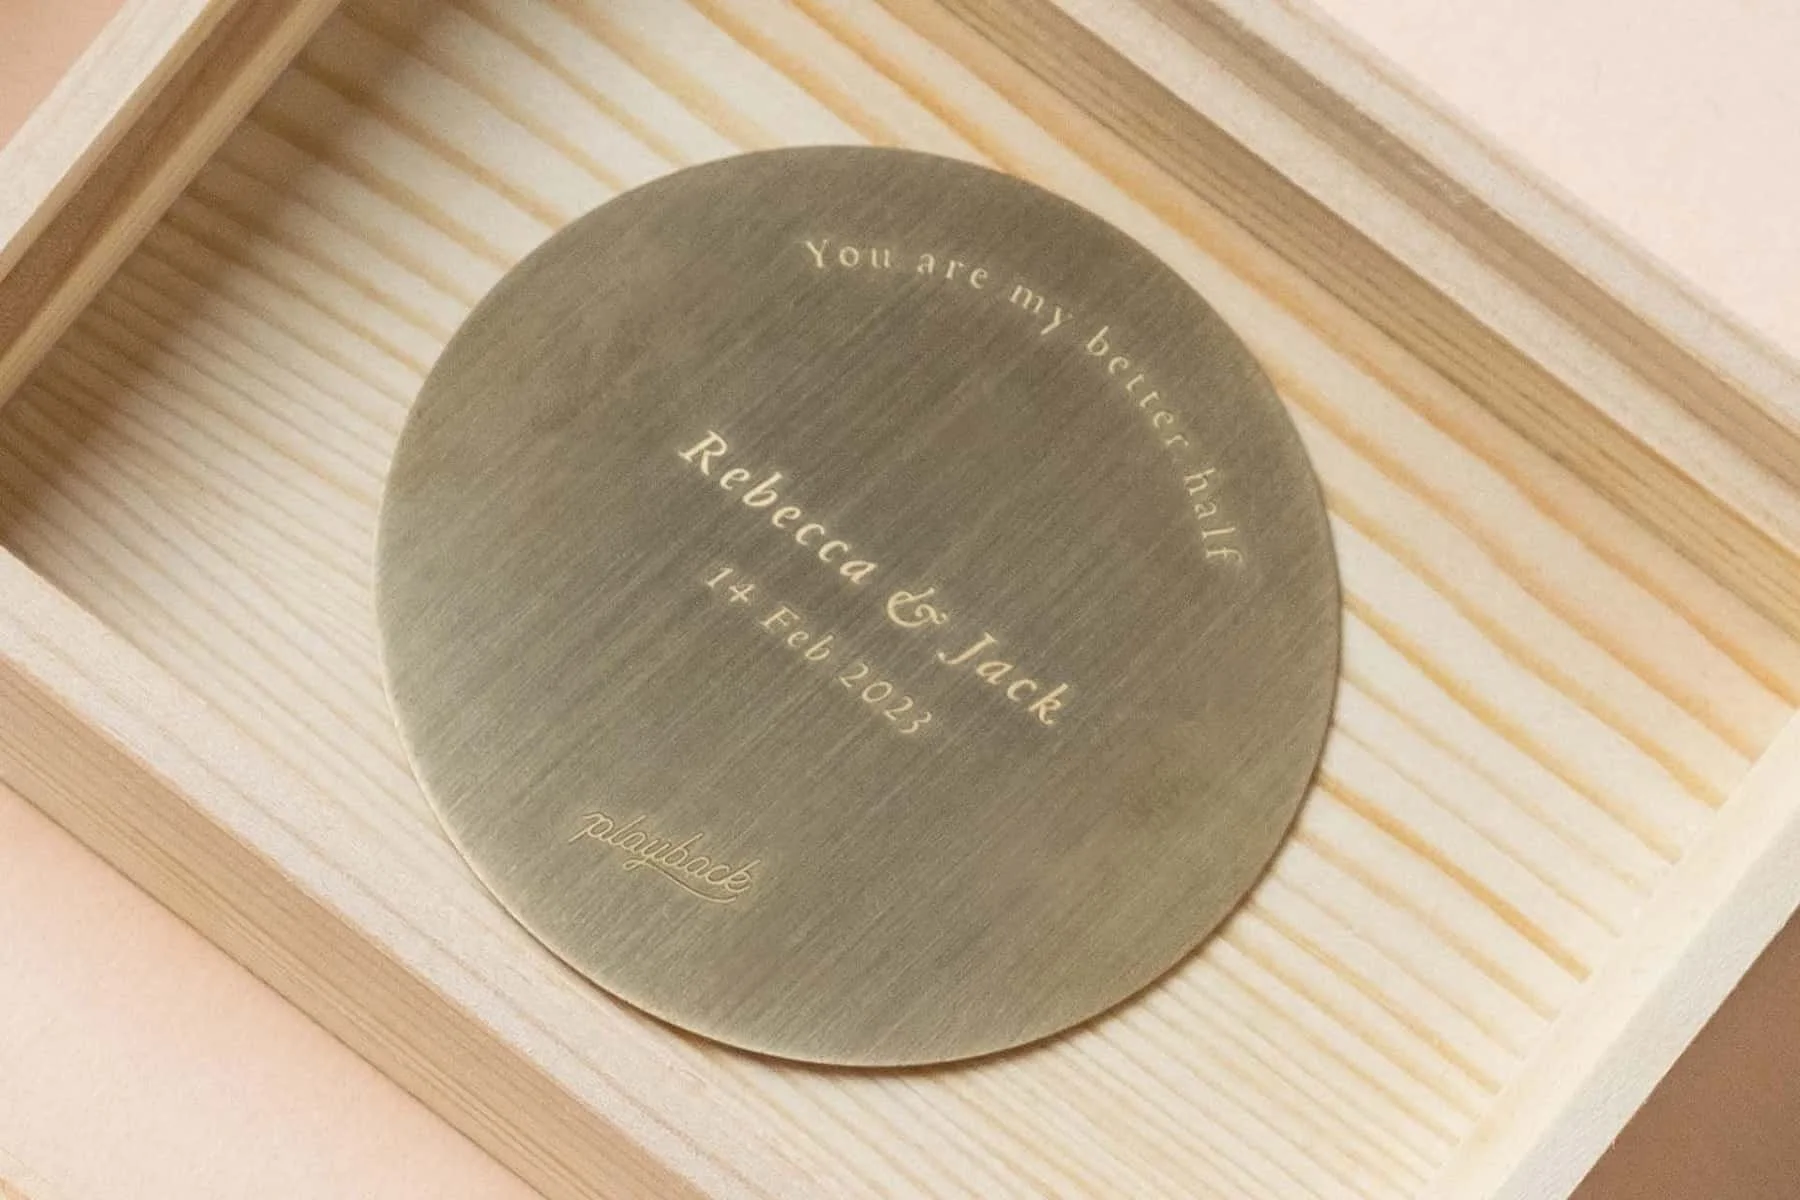 You are my better half
Rebecca & Jack
14 Feb 2023
playback